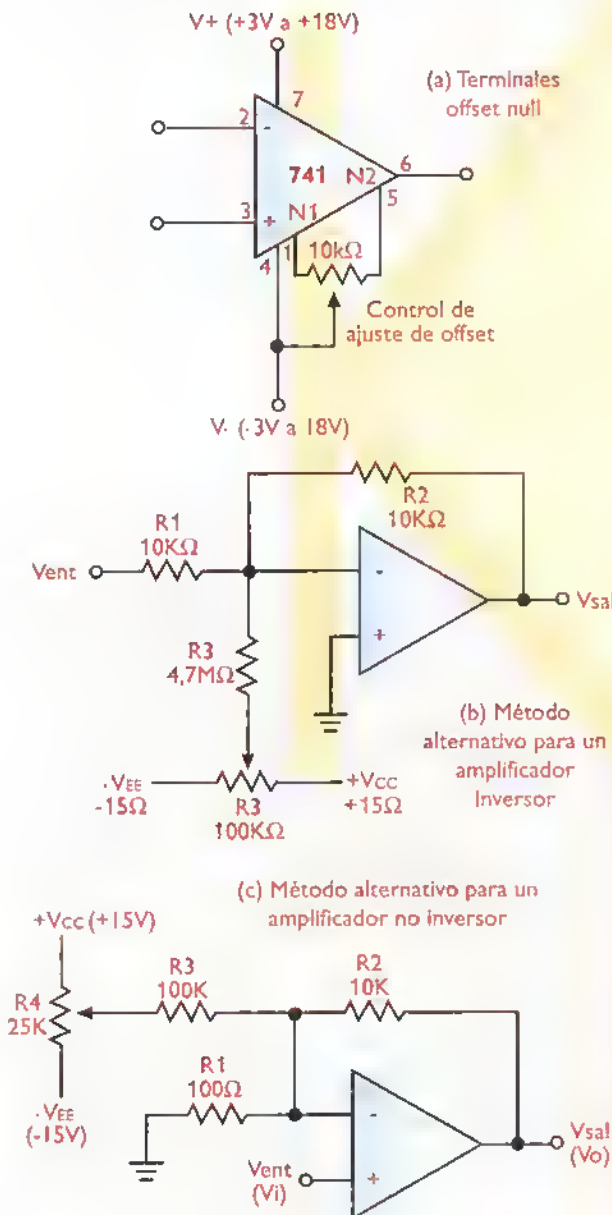 V+ (+3V a +18V)
(a) Terminales
offset null
7
2
-
6
741
N2
5
3
+
N1
1
10kΩ
4
Control de
ajuste de offset
V- (-3V a 18V)
R2
10KΩ
R1
10KΩ
Vent
-
Vsal
+
R3
4,7MΩ
(b) Método
alternativo para un
amplificador
Inversor
-VEE
-15Ω
+VCC
+15Ω
R3
100KΩ
(c) Método alternativo para un
amplificador no inversor
+VCC (+15V)
R3
100K
R2
10K
R4
25K
R1
100Ω
-VEE
(-15V)
-
Vsal
(Vo)
Vent
(Vi)
+